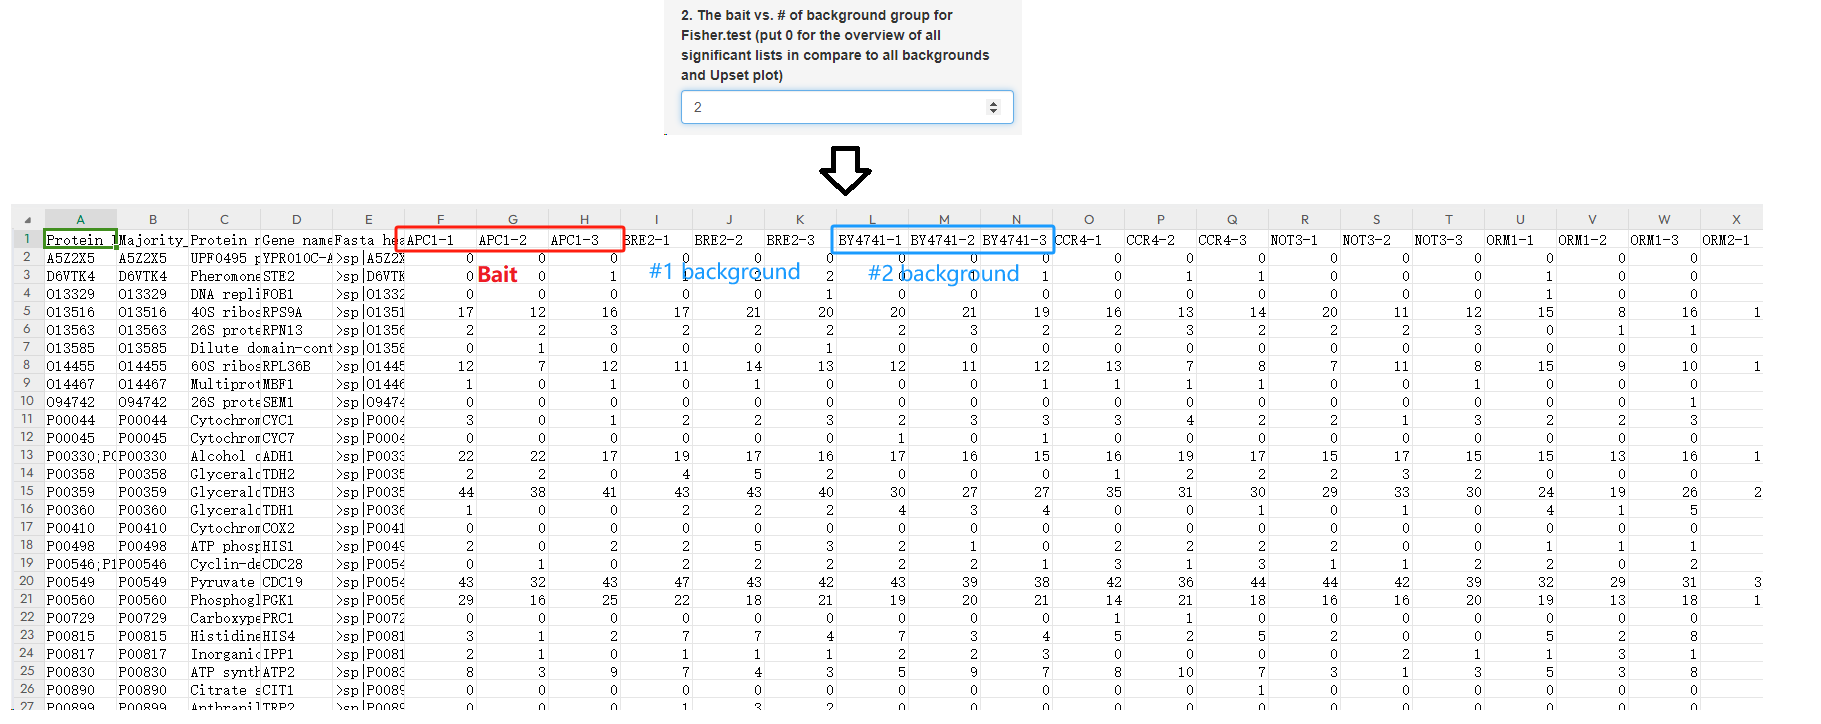 2. The bait vs. # of background group for
Fisher.test (put 0 for the overview of all
significant lists in compare to all backgrounds
and Upset plot)
2
A B C D E F G H I J K L M N O P Q R S T U V W X
1 Protein Majority_ Protein Gene name Fasta he APC1-1 APC1-2 APC1-3 BRE2-1 BRE2-2 BRE2-3 BY4741-1 BY4741-2 BY4741-3 CCR4-1 CCR4-2 CCR4-3 NOT3-1 NOT3-2 NOT3-3 ORM1-1 ORM1-2 ORM1-3 ORM2-1
2 A5Z2X5 A5Z2X5 UPF0495 p YPR010C-A >sp|A5Z2X 0 0 0 0 0 0 0 0 0 0 0 0 0 0 0 0 0 0
Bait #1 background #2 background
3 D6VTK4 D6VTK4 Pheromone STE2 >sp|D6VTK 0 0 1 1 2 2 0 1 1 0 1 1 0 0 0 1 0 0
4 O13329 O13329 DNA repli FOB1 >sp|O1332 0 0 0 0 0 1 0 0 0 0 0 0 0 0 0 1 0 0
5 O13516 O13516 40S ribos RPS9A >sp|O1351 17 12 16 17 21 20 20 21 19 16 13 14 20 11 12 15 8 16 1
6 O13563 O13563 26S prote RPN13 >sp|O1356 2 2 3 2 2 2 2 3 2 2 3 2 2 2 3 0 1 1
7 O13585 O13585 Dilute domain-cont >sp|O1358 0 1 0 0 0 1 0 0 0 0 0 0 0 0 0 0 0 0
8 O14455 O14455 60S ribos RPL36B >sp|O1445 12 7 12 11 14 13 12 11 12 13 7 8 7 11 8 15 9 10 1
9 O14467 O14467 Multiprot MBF1 >sp|O1446 1 0 1 0 1 0 0 0 1 1 1 1 0 0 1 0 0 0
10 O94742 O94742 26S prote SEM1 >sp|O9474 0 0 0 0 0 0 0 0 0 0 0 0 0 0 0 0 0 1
11 P00044 P00044 Cytochrom CYC1 >sp|P0004 3 0 1 2 2 3 2 3 3 3 4 2 2 1 3 2 2 3
12 P00045 P00045 Cytochrom CYC7 >sp|P0004 0 0 0 0 0 0 1 0 1 0 0 0 0 0 0 0 0 0
13 P00330;P0 P00330 Alcohol d ADH1 >sp|P0033 22 22 17 19 17 16 17 16 15 16 19 17 15 17 15 15 13 16 1
14 P00358 P00358 Glycerald TDH2 >sp|P0035 2 2 0 4 5 2 0 0 0 1 2 2 2 3 2 0 0 0
15 P00359 P00359 Glycerald TDH3 >sp|P0035 44 38 41 43 43 40 30 27 27 35 31 30 29 33 30 24 19 26 2
16 P00360 P00360 Glycerald TDH1 >sp|P0036 1 0 0 2 2 2 4 3 4 0 0 1 0 1 0 4 1 5
17 P00410 P00410 Cytochrom COX2 >sp|P0041 0 0 0 0 0 0 0 0 0 0 0 0 0 0 0 0 0 0
18 P00498 P00498 ATP phosp HIS1 >sp|P0049 2 0 2 2 5 3 2 1 0 2 2 2 2 0 0 1 1 1
19 P00546;P1 P00546 Cyclin-de CDC28 >sp|P0054 0 1 0 2 2 2 2 2 1 3 1 3 1 1 2 2 0 2
20 P00549 P00549 Pyruvate CDC19 >sp|P0054 43 32 43 47 43 42 43 39 38 42 36 44 44 42 39 32 29 31 3
21 P00560 P00560 Phosphogl PGK1 >sp|P0056 29 16 25 22 18 21 19 20 21 14 21 18 16 16 20 19 13 18 1
22 P00729 P00729 Carboxype PRC1 >sp|P0072 0 0 0 0 0 0 0 0 0 1 1 0 0 0 0 0 0 0
23 P00815 P00815 Histidine HIS4 >sp|P0081 3 1 2 7 7 4 7 3 4 5 2 5 2 0 0 5 2 8
24 P00817 P00817 Inorganic IPP1 >sp|P0081 2 1 0 1 1 1 2 2 3 0 0 0 0 2 1 1 3 1
25 P00830 P00830 ATP synth ATP2 >sp|P0083 8 3 9 7 4 3 5 9 7 8 10 7 3 1 3 5 3 8
26 P00890 P00890 Citrate s CIT1 >sp|P0089 0 0 0 0 0 0 0 0 0 0 0 1 0 0 0 0 0 0
27 P00899 P00899 Anthranil TRP2 >sp|P0089 0 0 0 1 3 2 0 0 0 0 0 0 0 0 0 0 0 0